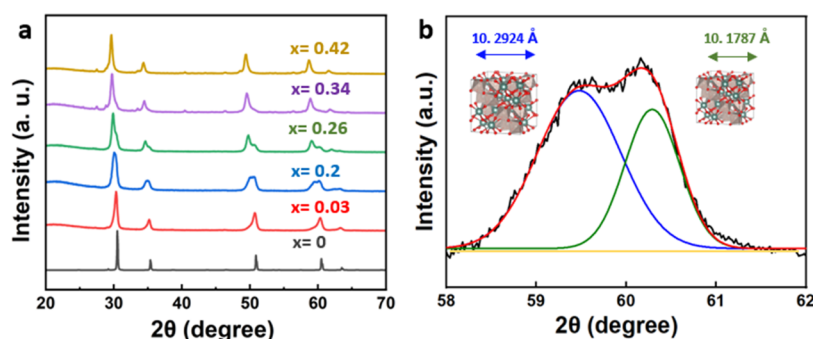 a
x= 0.42
x= 0.34
x= 0.26
x= 0.2
x= 0.03
x= 0
Intensity (a. u.)
20 30 40 50 60 70
2θ (degree)
b
10. 2924 Å
10.1787 Å
Intensity (a.u.)
58 59 60 61 62
2θ (degree)